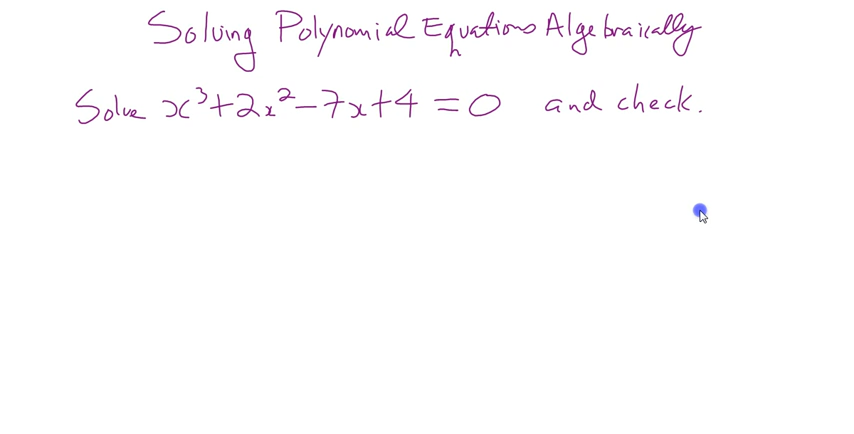 Solving Polynomial Equations Algebraically
Solve x³+2x²-7x+4=0 and check.